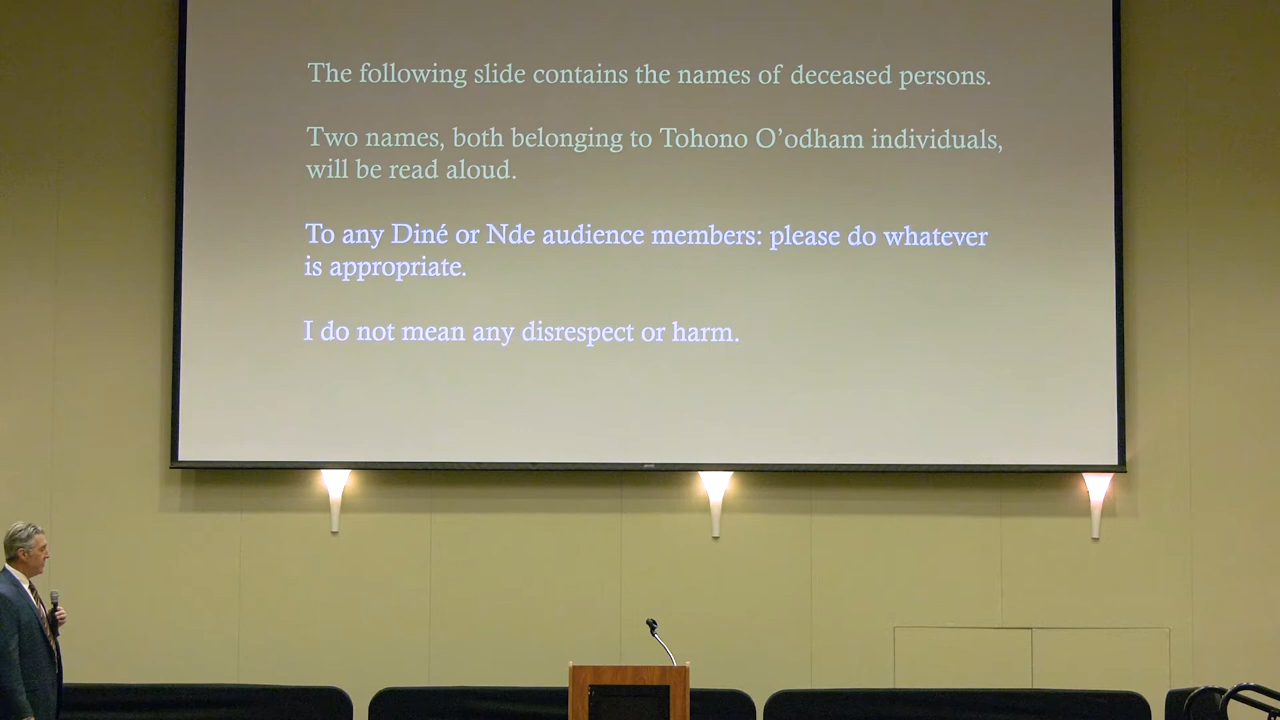 The following slide contains the names of deceased persons.
Two names, both belonging to Tohono O’odham individuals,
will be read aloud.
To any Diné or Nde audience members: please do whatever
is appropriate.
I do not mean any disrespect or harm.